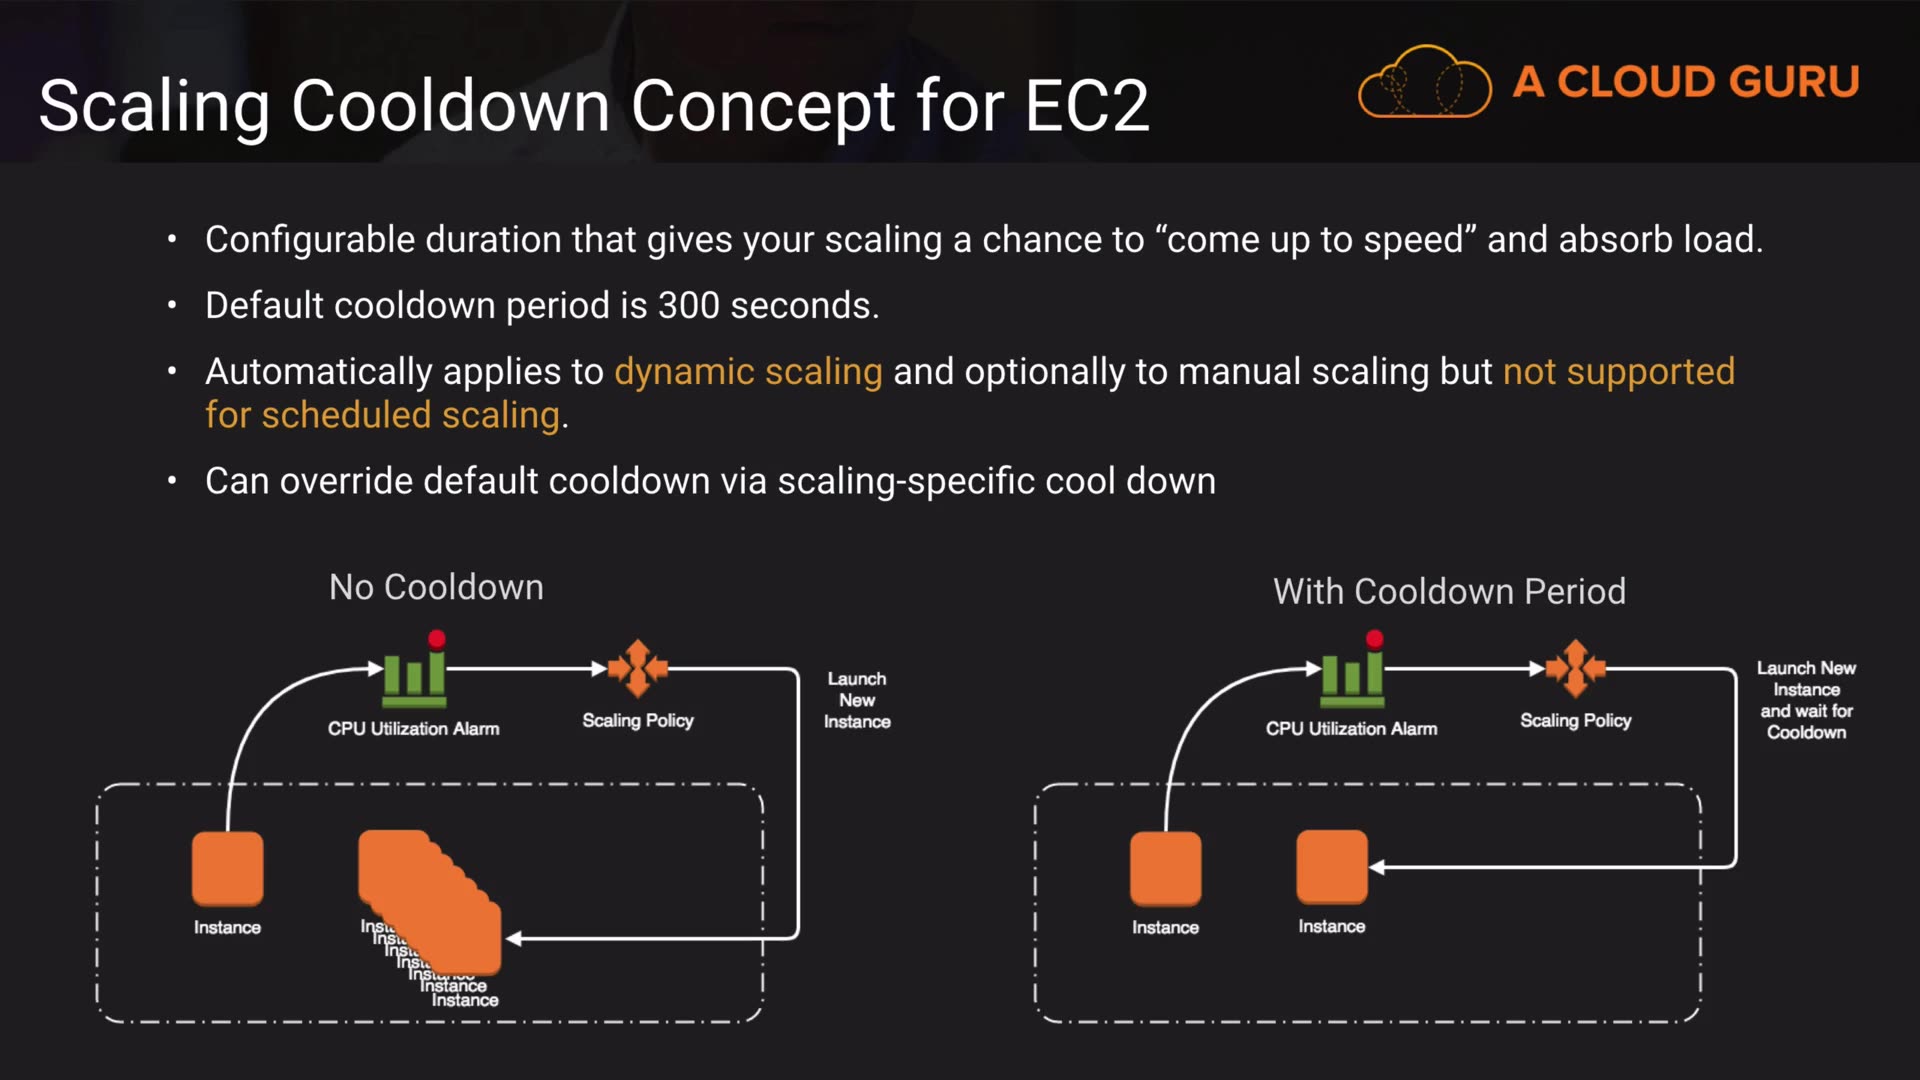 Scaling Cooldown Concept for EC2
A CLOUD GURU
• Configurable duration that gives your scaling a chance to “come up to speed” and absorb load.
• Default cooldown period is 300 seconds.
• Automatically applies to dynamic scaling and optionally to manual scaling but not supported
for scheduled scaling.
• Can override default cooldown via scaling-specific cool down
No Cooldown
CPU Utilization Alarm
Scaling Policy
Launch
New
Instance
Instance
Instance
Instance
With Cooldown Period
CPU Utilization Alarm
Scaling Policy
Launch New
Instance
and wait for
Cooldown
Instance
Instance